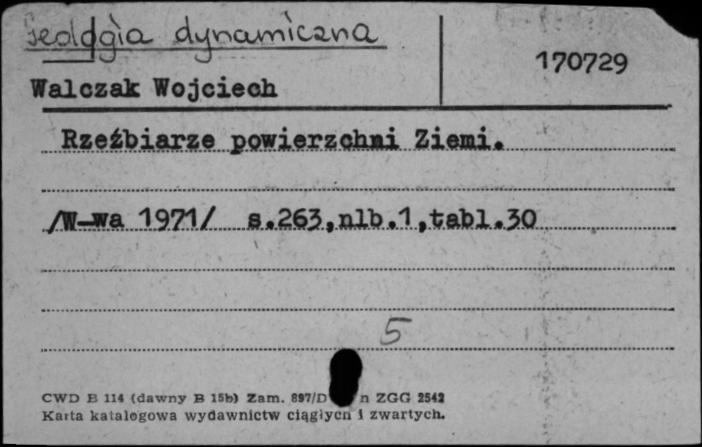 Geologia dynamiczna
170729
Walczak Wojciech
Rzeźbiarze powierzchni Ziemi.
/W-wa 1971/ s.263,nlb.1,tabl.30
5
CWD B 114 (dawny B 15b) Zam. 897/D n ZGG 2542
Karta katalogowa wydawnictw ciągłych i zwartych.